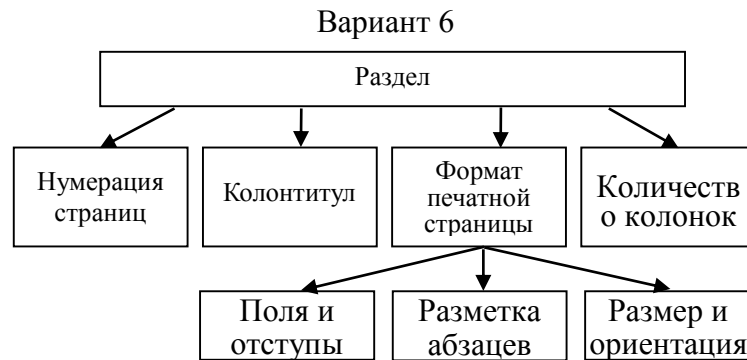 Вариант 6
Раздел
Нумерация
страниц
Колонтитул
Формат
печатной
страницы
Количеств
о колонок
Поля и
отступы
Разметка
абзацев
Размер и
ориентация